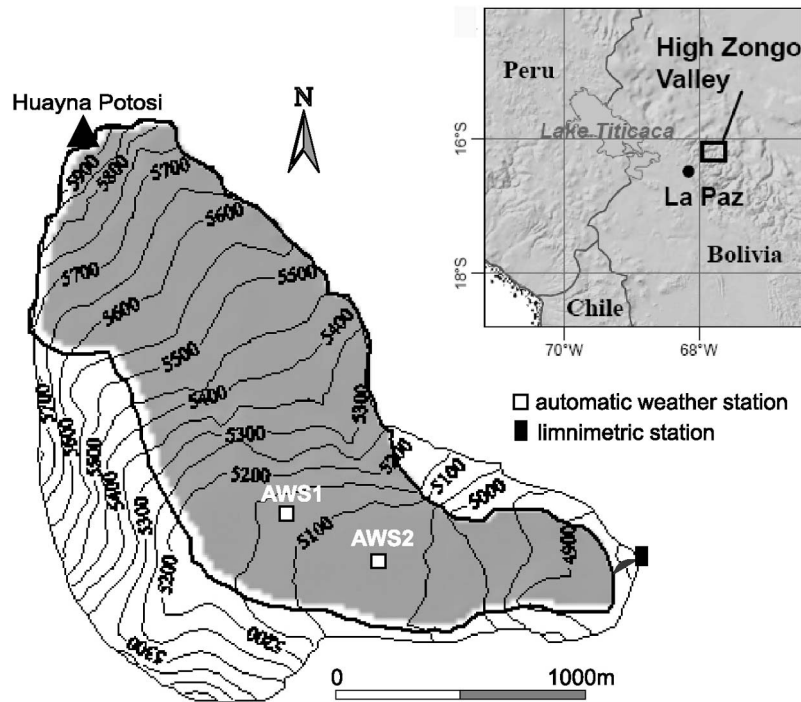 Huayna Potosi
N
5900
5800
5700
5600
5500
5400
5300
5700
5600
5500
5400
5300
5200
5200
5100
5000
5700
5600
5500
5400
5300
5200
5100
4900
5200
5300
AWS1
AWS2
0
1000m
Peru
High Zongo
Valley
Lake Titicaca
La Paz
Bolivia
Chile
16°S
18°S
70°W
68°W
automatic weather station
limnimetric station